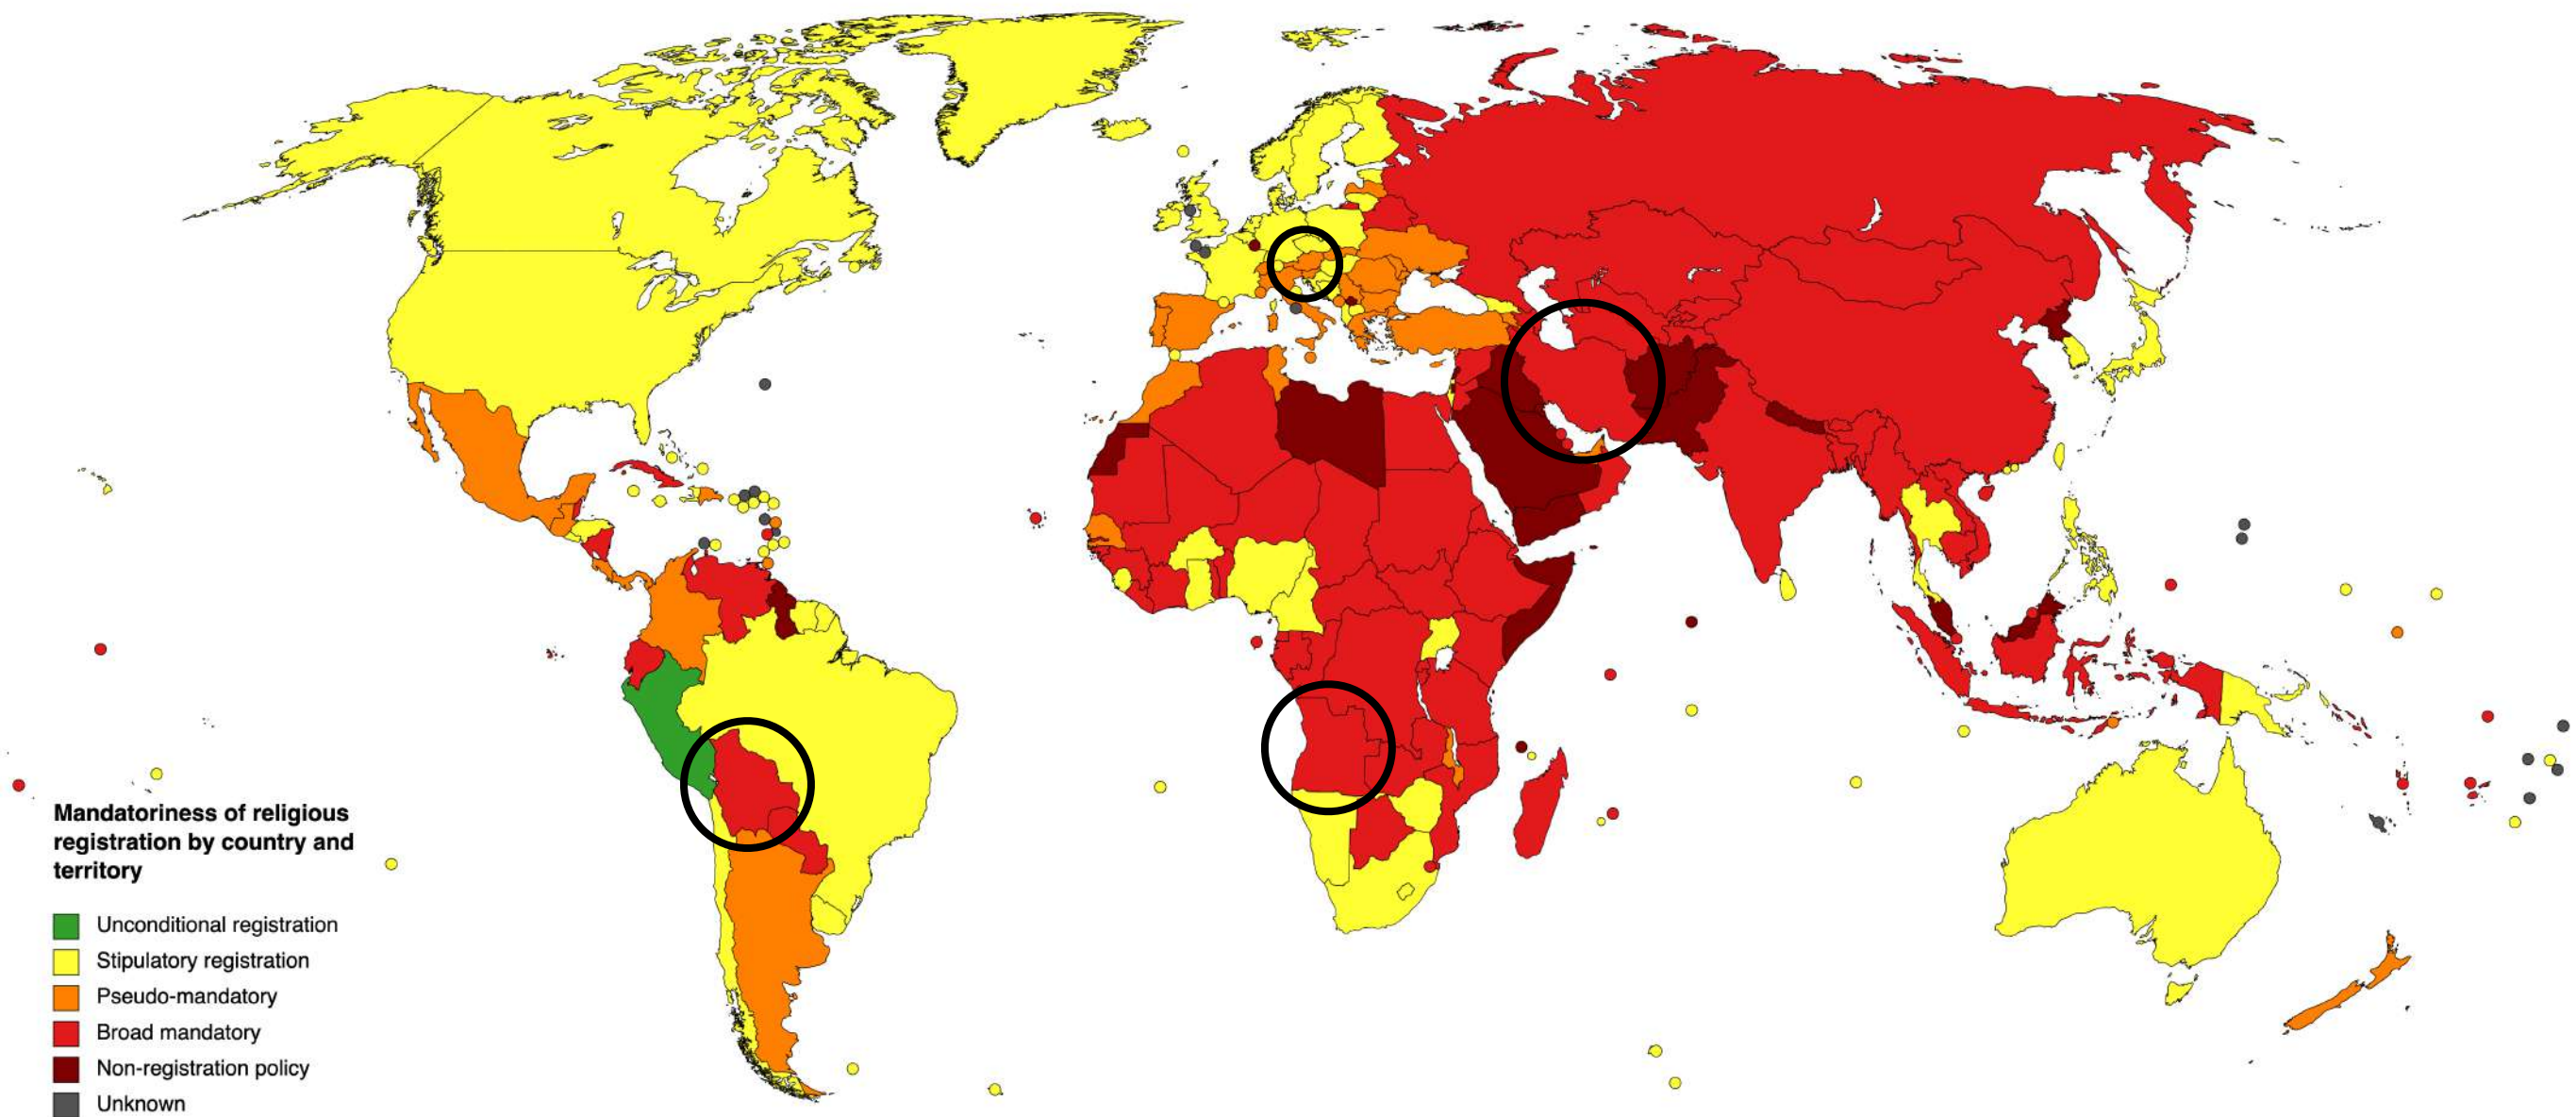 Mandatoriness of religious
registration by country and
territory
Unconditional registration
Stipulatory registration
Pseudo-mandatory
Broad mandatory
Non-registration policy
Unknown